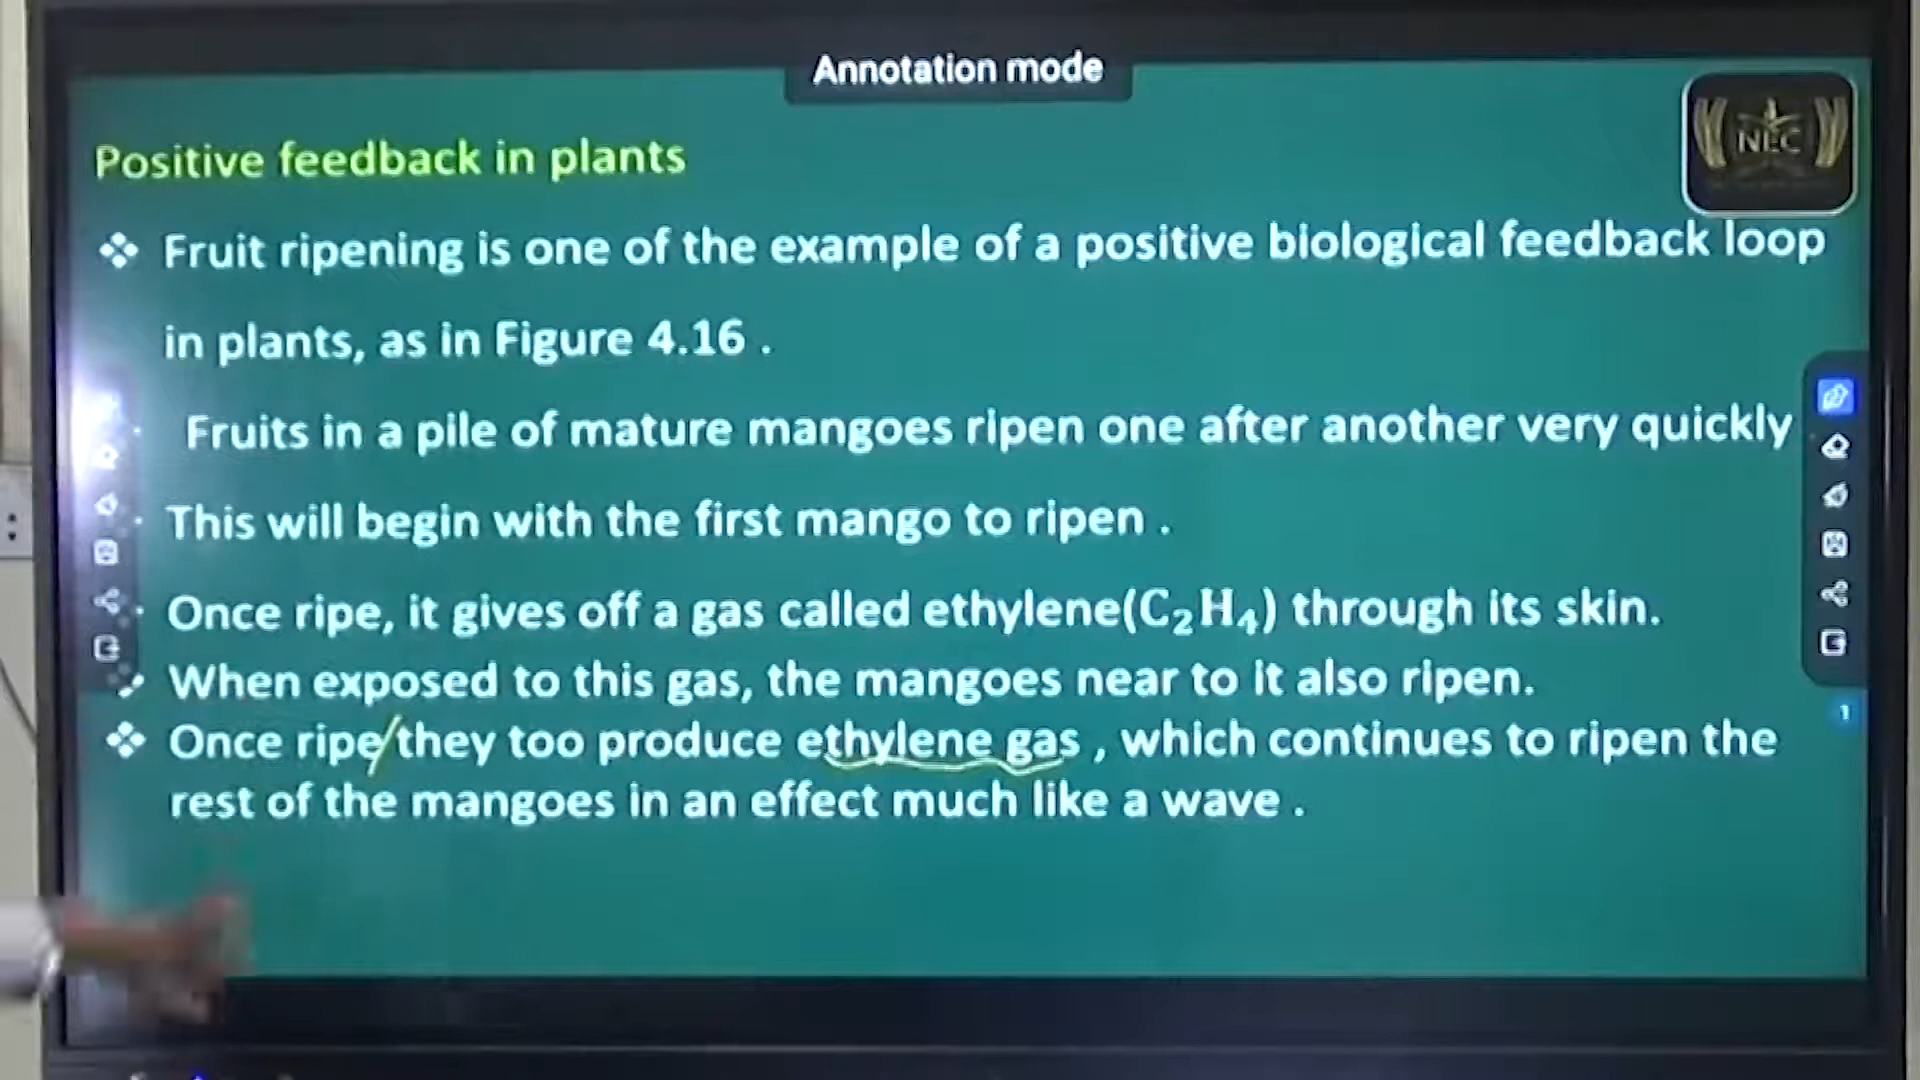 Annotation mode
NEC
Positive feedback in plants
❖ Fruit ripening is one of the example of a positive biological feedback loop
in plants, as in Figure 4.16 .
Fruits in a pile of mature mangoes ripen one after another very quickly
This will begin with the first mango to ripen .
Once ripe, it gives off a gas called ethylene(C₂H₄) through its skin.
When exposed to this gas, the mangoes near to it also ripen.
❖ Once ripe/they too produce ethylene gas , which continues to ripen the
rest of the mangoes in an effect much like a wave .
1